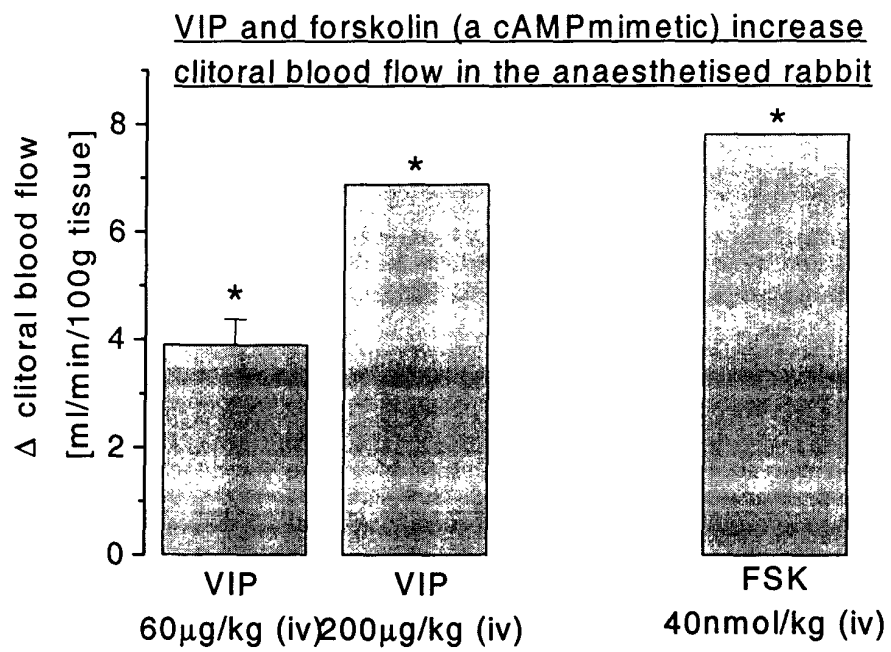 VIP and forskolin (a cAMPmimetic) increase
clitoral blood flow in the anaesthetised rabbit
Δ clitoral blood flow
[ml/min/100g tissue]
8
6
4
2
0
*
*
*
VIP
60µg/kg (iv)
VIP
200µg/kg (iv)
FSK
40nmol/kg (iv)